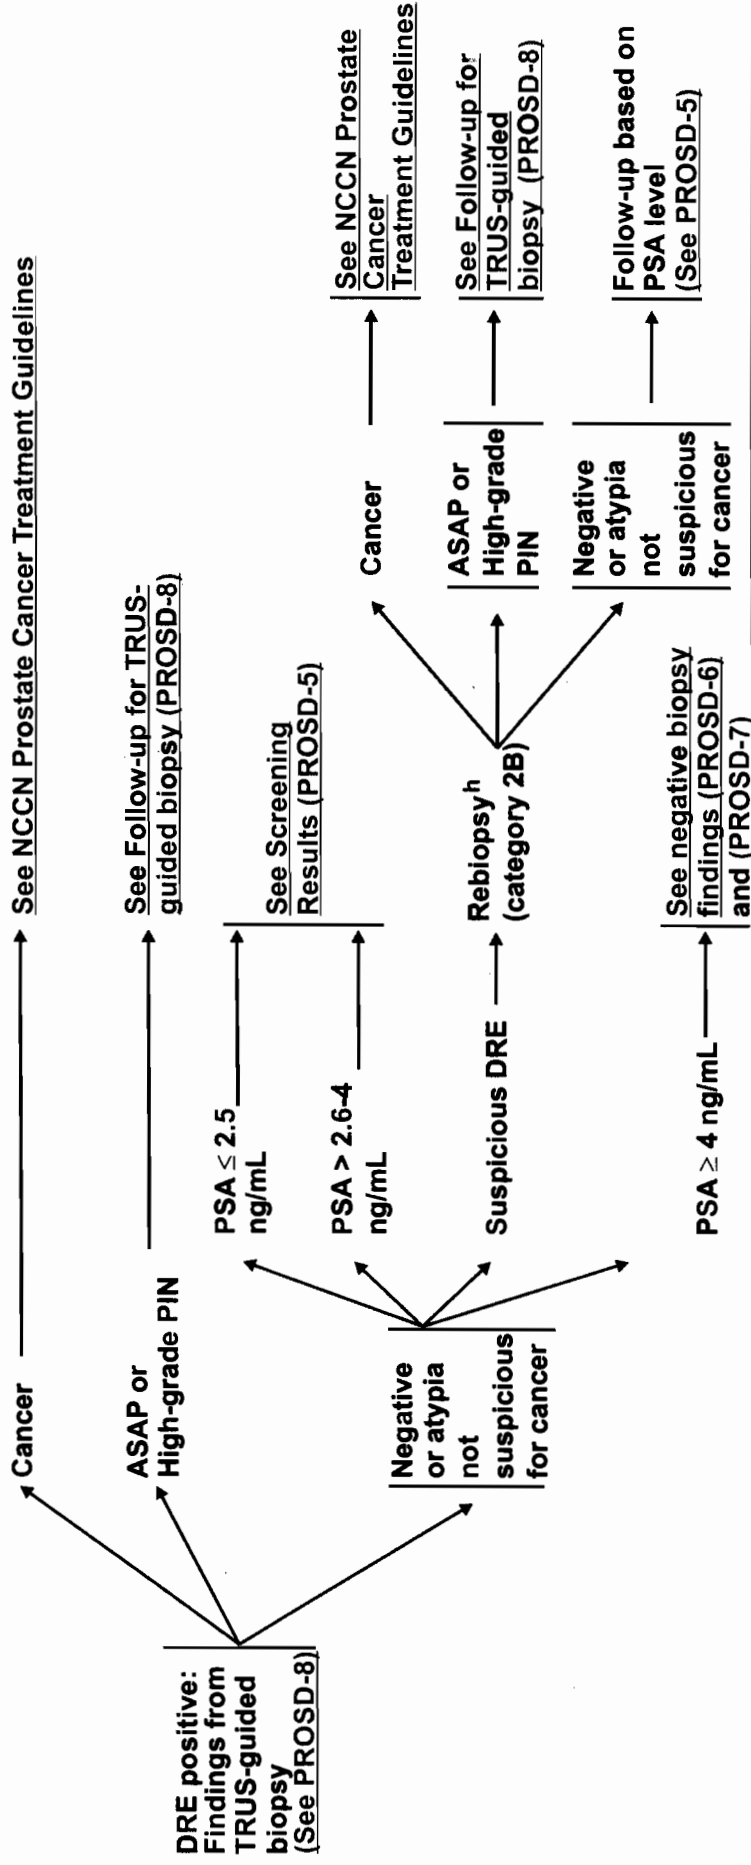 DRE positive:
Findings from
TRUS-guided
biopsy
(See PROSD-8)
Cancer
See NCCN Prostate Cancer Treatment Guidelines
ASAP or
High-grade PIN
See Follow-up for TRUS-
guided biopsy (PROSD-8)
Negative
or atypia
not
suspicious
for cancer
PSA ≤ 2.5
ng/mL
PSA > 2.6-4
ng/mL
See Screening
Results (PROSD-5)
Suspicious DRE
Rebiopsyh
(category 2B)
Cancer
See NCCN Prostate
Cancer
Treatment Guidelines
ASAP or
High-grade
PIN
See Follow-up for
TRUS-guided
biopsy (PROSD-8)
Negative
or atypia
not
suspicious
for cancer
Follow-up based on
PSA level
(See PROSD-5)
PSA ≥ 4 ng/mL
See negative biopsy
findings (PROSD-6)
and (PROSD-7)